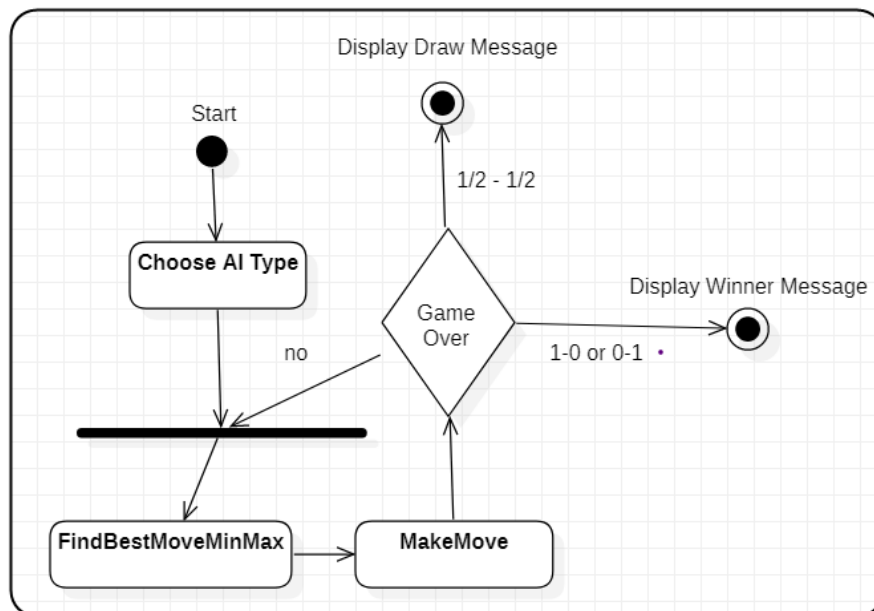 Display Draw Message
Start
1/2 - 1/2
Choose AI Type
Display Winner Message
Game
Over
no
1-0 or 0-1
FindBestMoveMinMax
MakeMove